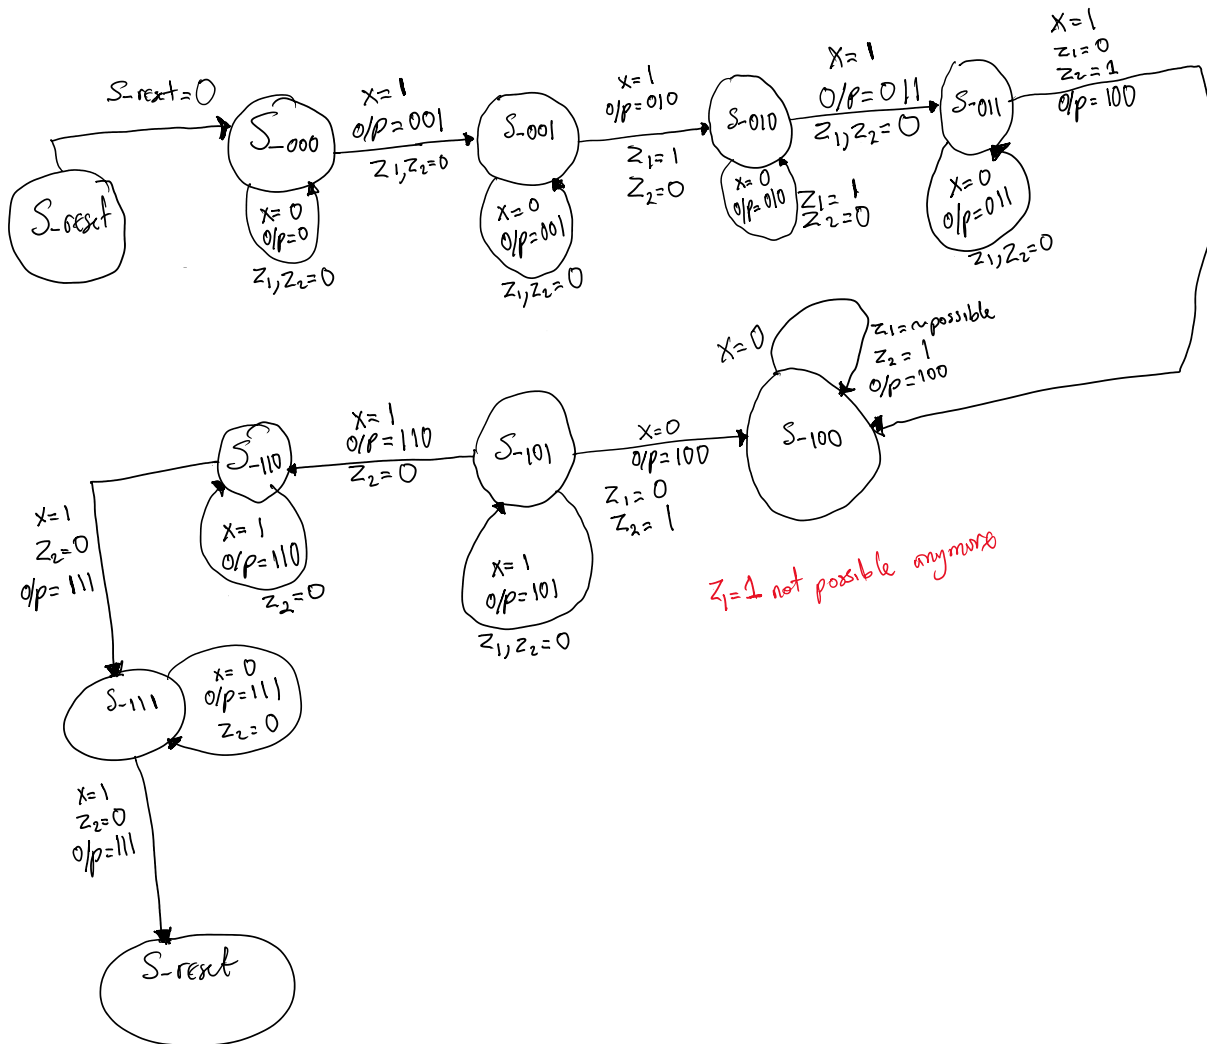 S_reset=0
S_reset
S_000
X=0
O/P=0
Z1,Z2=0
X=1
O/P=001
Z1,Z2=0
S_001
X=0
O/P=001
Z1,Z2=0
X=1
O/P=010
Z1=1
Z2=0
S_010
X=0
O/P=010
Z1=1
Z2=0
X=1
O/P=011
Z1,Z2=0
S_011
X=0
O/P=011
Z1,Z2=0
X=1
Z1=0
Z2=1
O/P=100
X=0
Z2=1
O/P=100
S_100
X=0
O/P=100
Z1=0
Z2=1
S_101
X=1
O/P=101
Z1,Z2=0
X=1
O/P=110
Z2=0
S_110
X=1
O/P=110
Z2=0
X=1
Z2=0
O/P=111
Z1=1 not possible anymore
S_111
X=0
O/P=111
Z2=0
X=1
Z2=0
O/P=111
S_reset